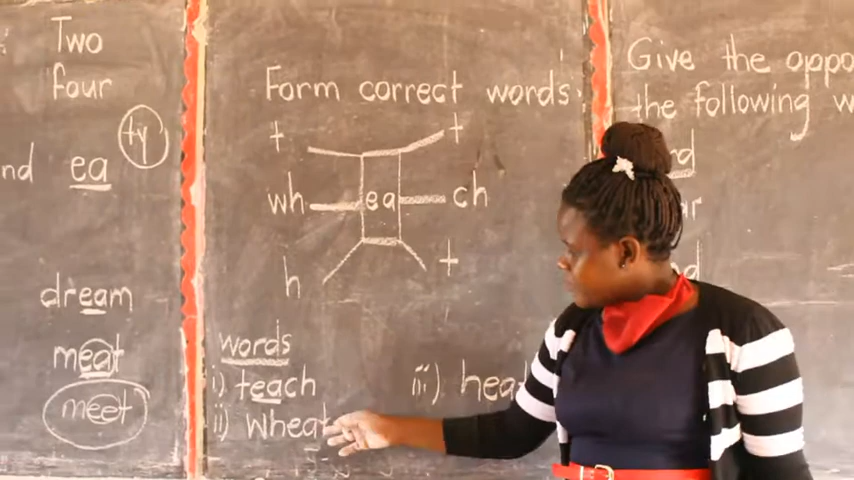 Two
Four
ty
nd ea
dream
meat
meet
Form correct words
t t
wh ea ch
h t
words
i) teach iii) hea
ii) wheat
Give the oppo
the following w